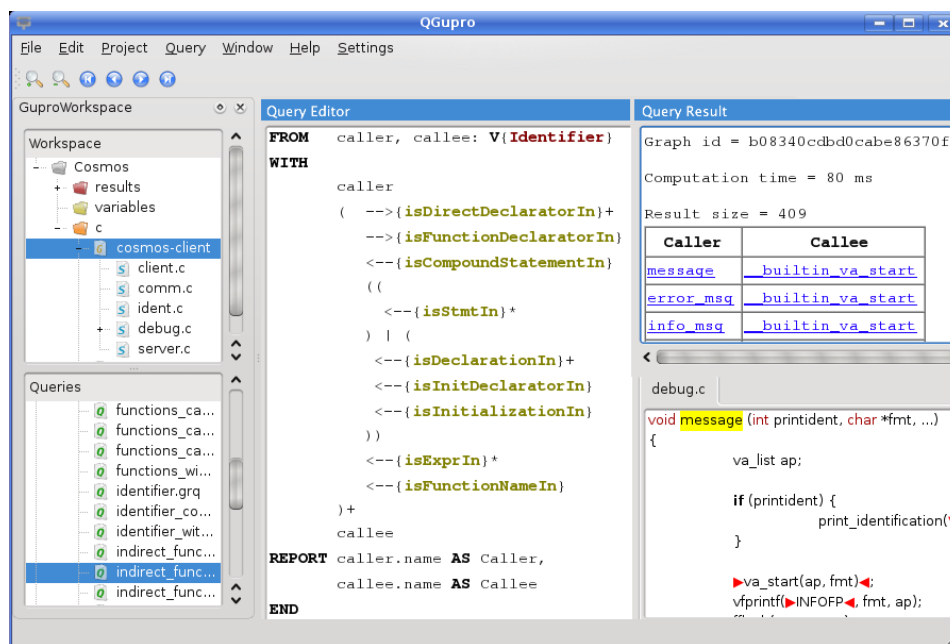 QGupro
File Edit Project Query Window Help Settings
GuproWorkspace
Workspace
Cosmos
results
variables
c
cosmos-client
client.c
comm.c
ident.c
debug.c
server.c
Queries
functions_ca...
functions_ca...
functions_ca...
functions_wi...
identifier.grq
identifier_co...
identifier_wit...
indirect_func...
indirect_func...
indirect_func...
Query Editor
FROM caller, callee: V{Identifier}
WITH
caller
( -->{isDirectDeclaratorIn}+
-->{isFunctionDeclaratorIn}
<--{isCompoundStatementIn}
((
<--{isStmtIn}*
) | (
<--{isDeclarationIn}+
<--{isInitDeclaratorIn}
<--{isInitializationIn}
))
<--{isExprIn}*
<--{isFunctionNameIn}
)+
callee
REPORT caller.name AS Caller,
callee.name AS Callee
END
Query Result
Graph id = b08340cdbd0cabe86370f
Computation time = 80 ms
Result size = 409
Caller Callee
message __builtin_va_start
error_msg __builtin_va_start
info_msg __builtin_va_start
debug.c
void message (int printident, char *fmt, ...)
{
va_list ap;
if (printident) {
print_identification(
}
va_start(ap, fmt);
vfprintf(INFOFP, fmt, ap);